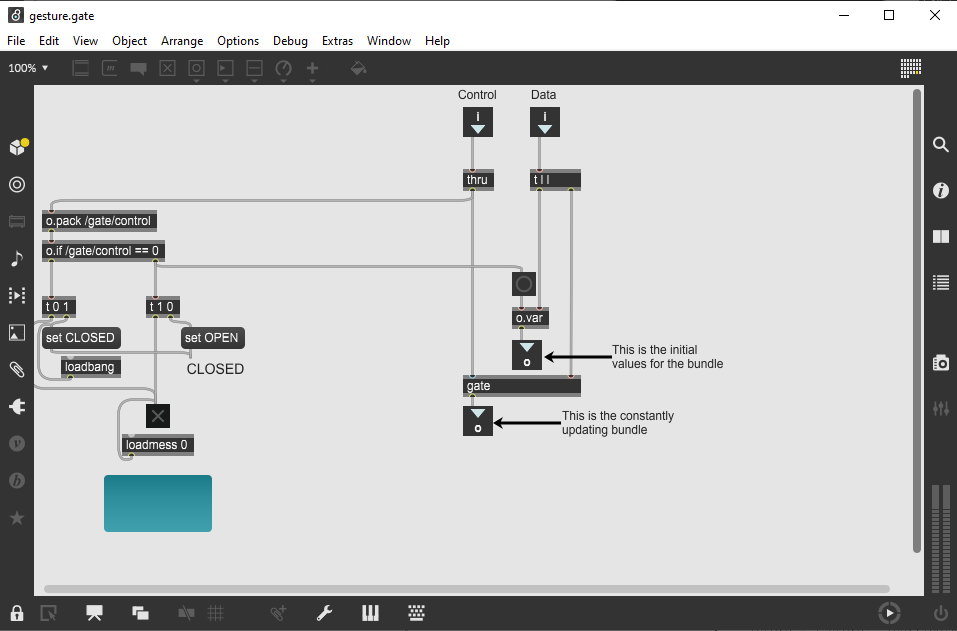 gesture.gate
File Edit View Object Arrange Options Debug Extras Window Help
100%
Control Data
i i
thru t l l
o.pack /gate/control
o.if /gate/control == 0
t 0 1 t 1 0
o.var
set CLOSED set OPEN
loadbang CLOSED
o
This is the initial
values for the bundle
gate
o
This is the constantly
updating bundle
loadmess 0